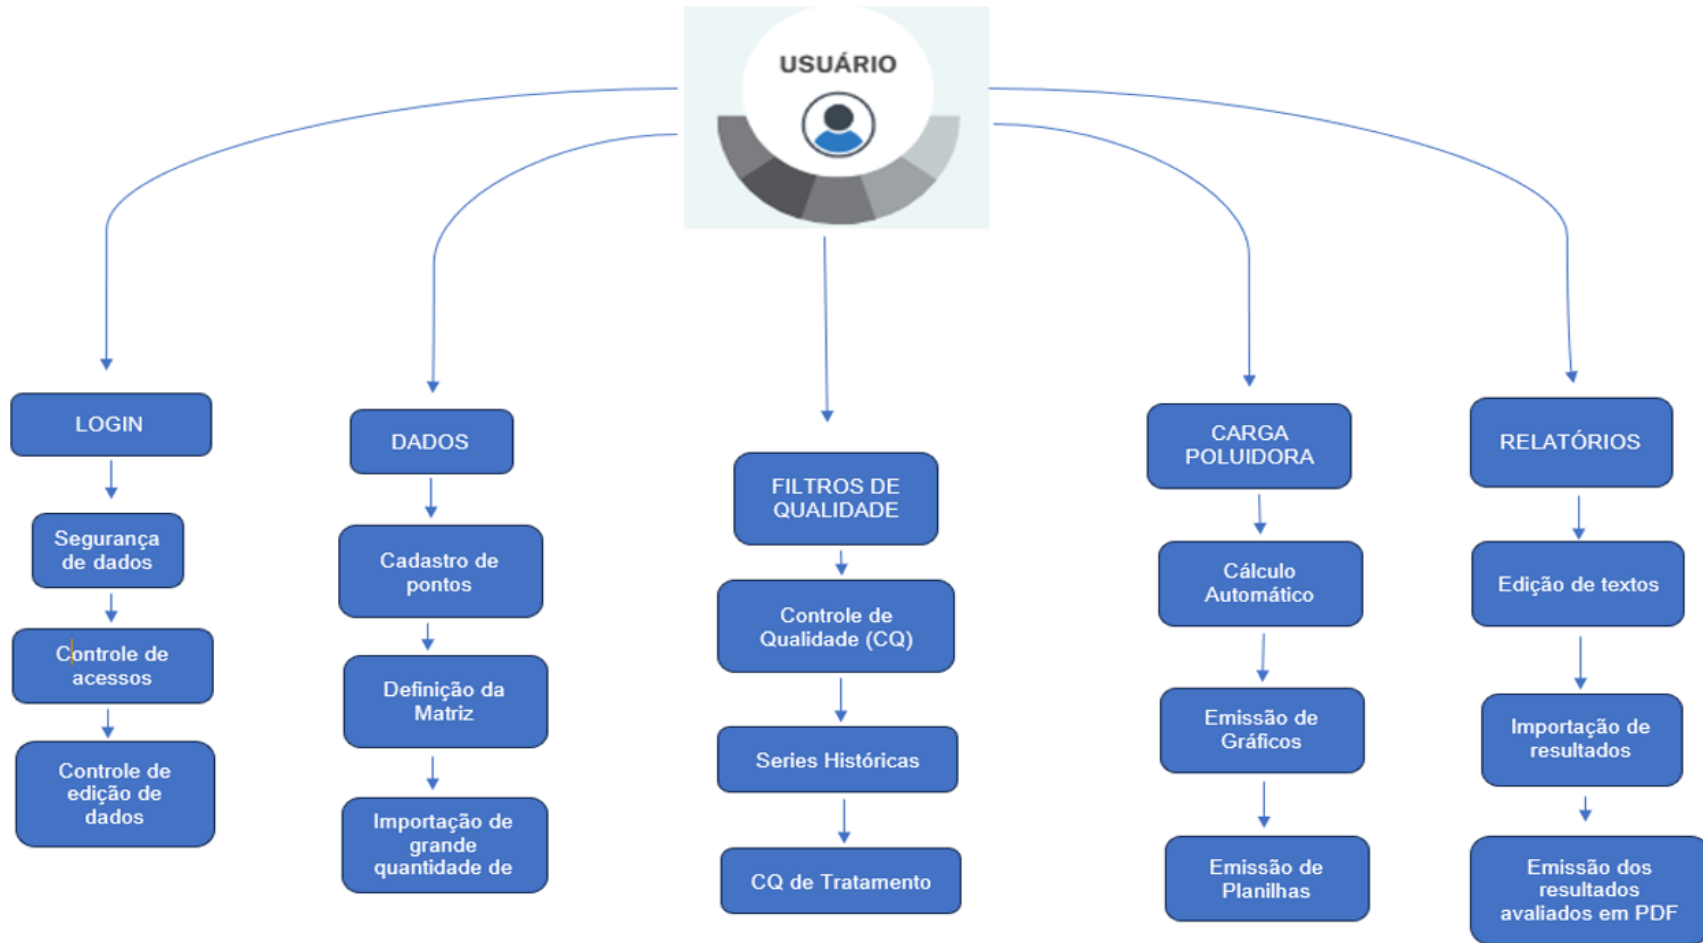 USUÁRIO
LOGIN
Segurança
de dados
Controle de
acessos
Controle de
edição de
dados
DADOS
Cadastro de
pontos
Definição da
Matriz
Importação de
grande
quantidade de
FILTROS DE
QUALIDADE
Controle de
Qualidade (CQ)
Series Históricas
CQ de Tratamento
CARGA
POLUIDORA
Cálculo
Automático
Emissão de
Gráficos
Emissão de
Planilhas
RELATÓRIOS
Edição de textos
Importação de
resultados
Emissão dos
resultados
avaliados em PDF